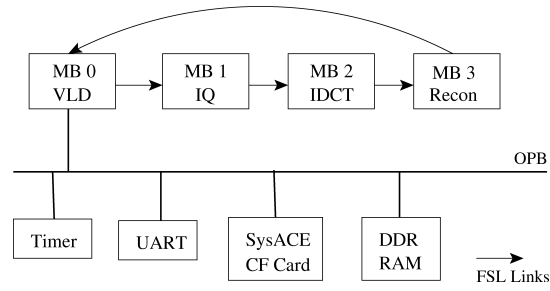 MB 0
VLD
MB 1
IQ
MB 2
IDCT
MB 3
Recon
OPB
Timer
UART
SysACE
CF Card
DDR
RAM
FSL Links